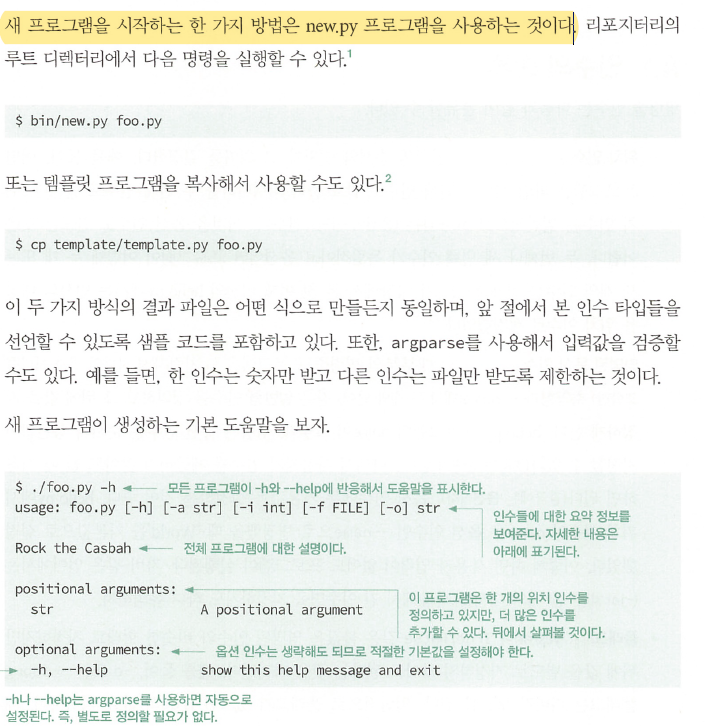 새 프로그램을 시작하는 한 가지 방법은 new.py 프로그램을 사용하는 것이다. 리포지터리의
루트 디렉터리에서 다음 명령을 실행할 수 있다.1
$ bin/new.py foo.py
또는 템플릿 프로그램을 복사해서 사용할 수도 있다.2
$ cp template/template.py foo.py
이 두 가지 방식의 결과 파일은 어떤 식으로 만들든지 동일하며, 앞 절에서 본 인수 타입들을
선언할 수 있도록 샘플 코드를 포함하고 있다. 또한, argparse를 사용해서 입력값을 검증할
수도 있다. 예를 들면, 한 인수는 숫자만 받고 다른 인수는 파일만 받도록 제한하는 것이다.
새 프로그램이 생성하는 기본 도움말을 보자.
$ ./foo.py -h 모든 프로그램이 -h와 --help에 반응해서 도움말을 표시한다.
usage: foo.py [-h] [-a str] [-i int] [-f FILE] [-o] str
인수들에 대한 요약 정보를
보여준다. 자세한 내용은
아래에 표기된다.
Rock the Casbah 전체 프로그램에 대한 설명이다.
positional arguments:
str A positional argument
이 프로그램은 한 개의 위치 인수를
정의하고 있지만, 더 많은 인수를
추가할 수 있다. 뒤에서 살펴볼 것이다.
optional arguments: 옵션 인수는 생략해도 되므로 적절한 기본값을 설정해야 한다.
-h, --help show this help message and exit
-h나 --help는 argparse를 사용하면 자동으로
설정된다. 즉, 별도로 정의할 필요가 없다.